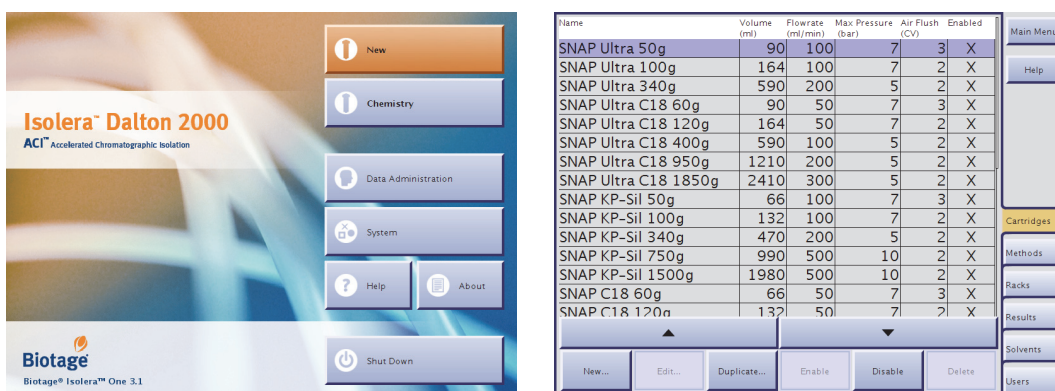 New
Chemistry
Isolera™ Dalton 2000
ACI™ Accelerated Chromatographic Isolation
Data Administration
System
Help
About
Biotage
Shut Down
Biotage® Isolera™ One 3.1
Name Volume (ml) Flowrate (ml/min) Max Pressure (bar) Air Flush (CV) Enabled
SNAP Ultra 50g 90 100 7 3 X
SNAP Ultra 100g 164 100 7 2 X
SNAP Ultra 340g 590 200 5 2 X
SNAP Ultra C18 60g 90 50 7 3 X
SNAP Ultra C18 120g 164 50 7 2 X
SNAP Ultra C18 400g 590 100 5 2 X
SNAP Ultra C18 950g 1210 200 5 2 X
SNAP Ultra C18 1850g 2410 300 5 2 X
SNAP KP-Sil 50g 66 100 7 3 X
SNAP KP-Sil 100g 132 100 7 2 X
SNAP KP-Sil 340g 470 200 5 2 X
SNAP KP-Sil 750g 990 500 10 2 X
SNAP KP-Sil 1500g 1980 500 10 2 X
SNAP C18 60g 66 50 7 3 X
SNAP C18 120g 132 50 7 2 X
New...
Edit...
Duplicate...
Enable
Disable
Delete
Main Menu
Help
Cartridges
Methods
Racks
Results
Solvents
Users